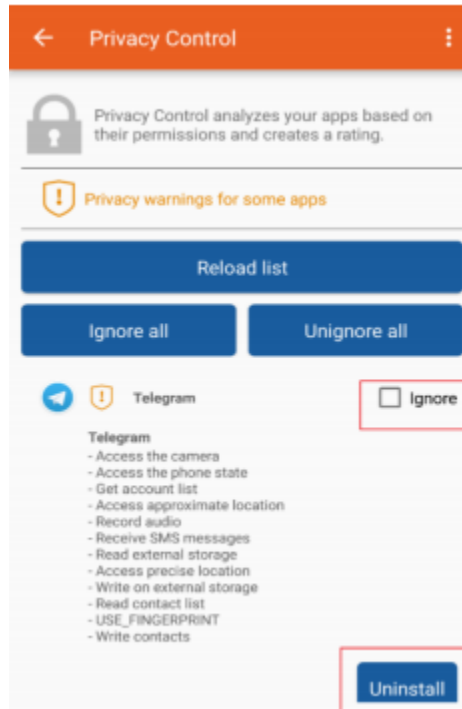 Privacy Control
Privacy Control analyzes your apps based on
their permissions and creates a rating.
Privacy warnings for some apps
Reload list
Ignore all
Unignore all
Telegram
Ignore
Telegram
- Access the camera
- Access the phone state
- Get account list
- Access approximate location
- Record audio
- Receive SMS messages
- Read external storage
- Access precise location
- Write on external storage
- Read contact list
- USE_FINGERPRINT
- Write contacts
Uninstall